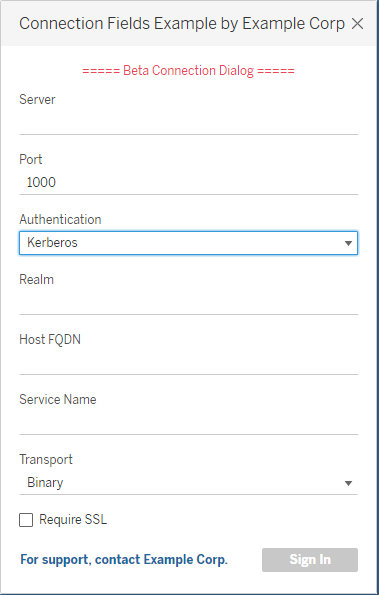 Connection Fields Example by Example Corp
===== Beta Connection Dialog =====
Server
Port
1000
Authentication
Kerberos
Realm
Host FQDN
Service Name
Transport
Binary
Require SSL
For support, contact Example Corp.
Sign In